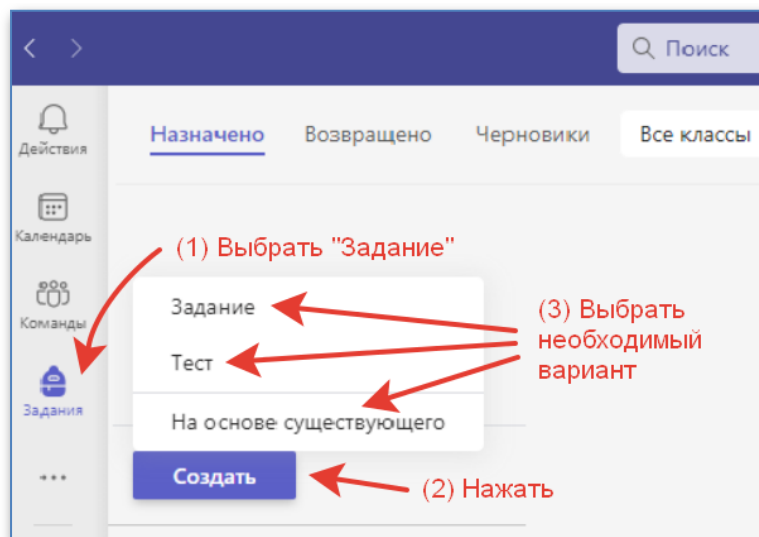 Поиск
Действия
Назначено Возвращено Черновики Все классы
Календарь
(1) Выбрать "Задание"
Команды
Задание
Тест
На основе существующего
(3) Выбрать
необходимый
вариант
Задания
Создать
(2) Нажать